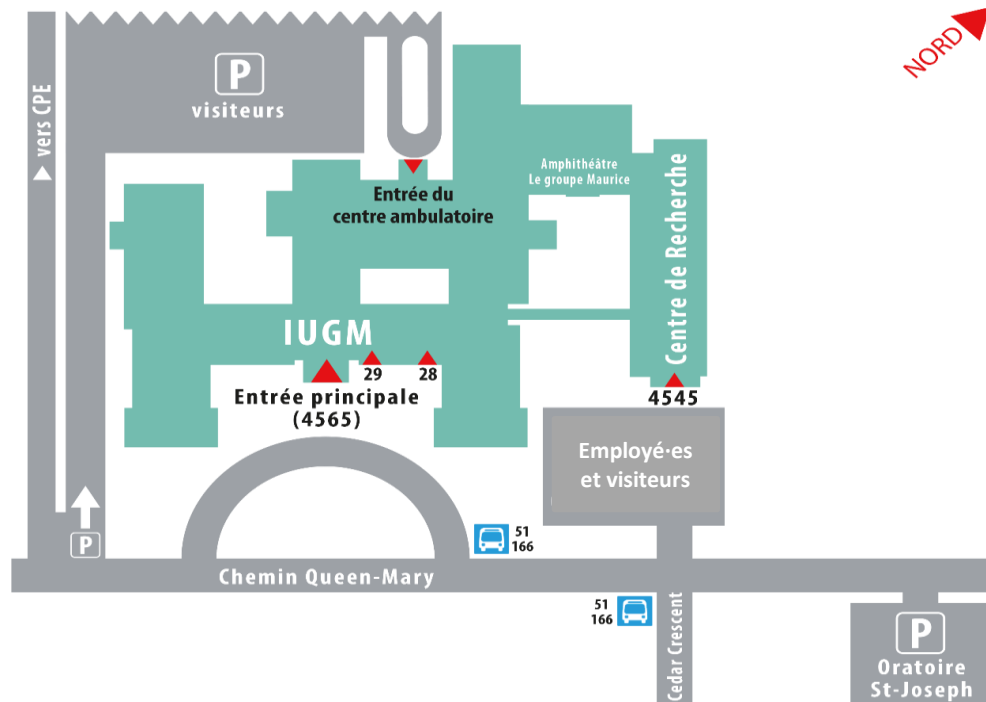 NORD
P
visiteurs
vers CPE
Entrée du
centre ambulatoire
Amphithéâtre
Le groupe Maurice
Centre de Recherche
IUGM
29
28
Entrée principale
(4565)
4545
Employé·es
et visiteurs
P
51
166
Chemin Queen-Mary
51
166
Cedar Crescent
P
Oratoire
St-Joseph